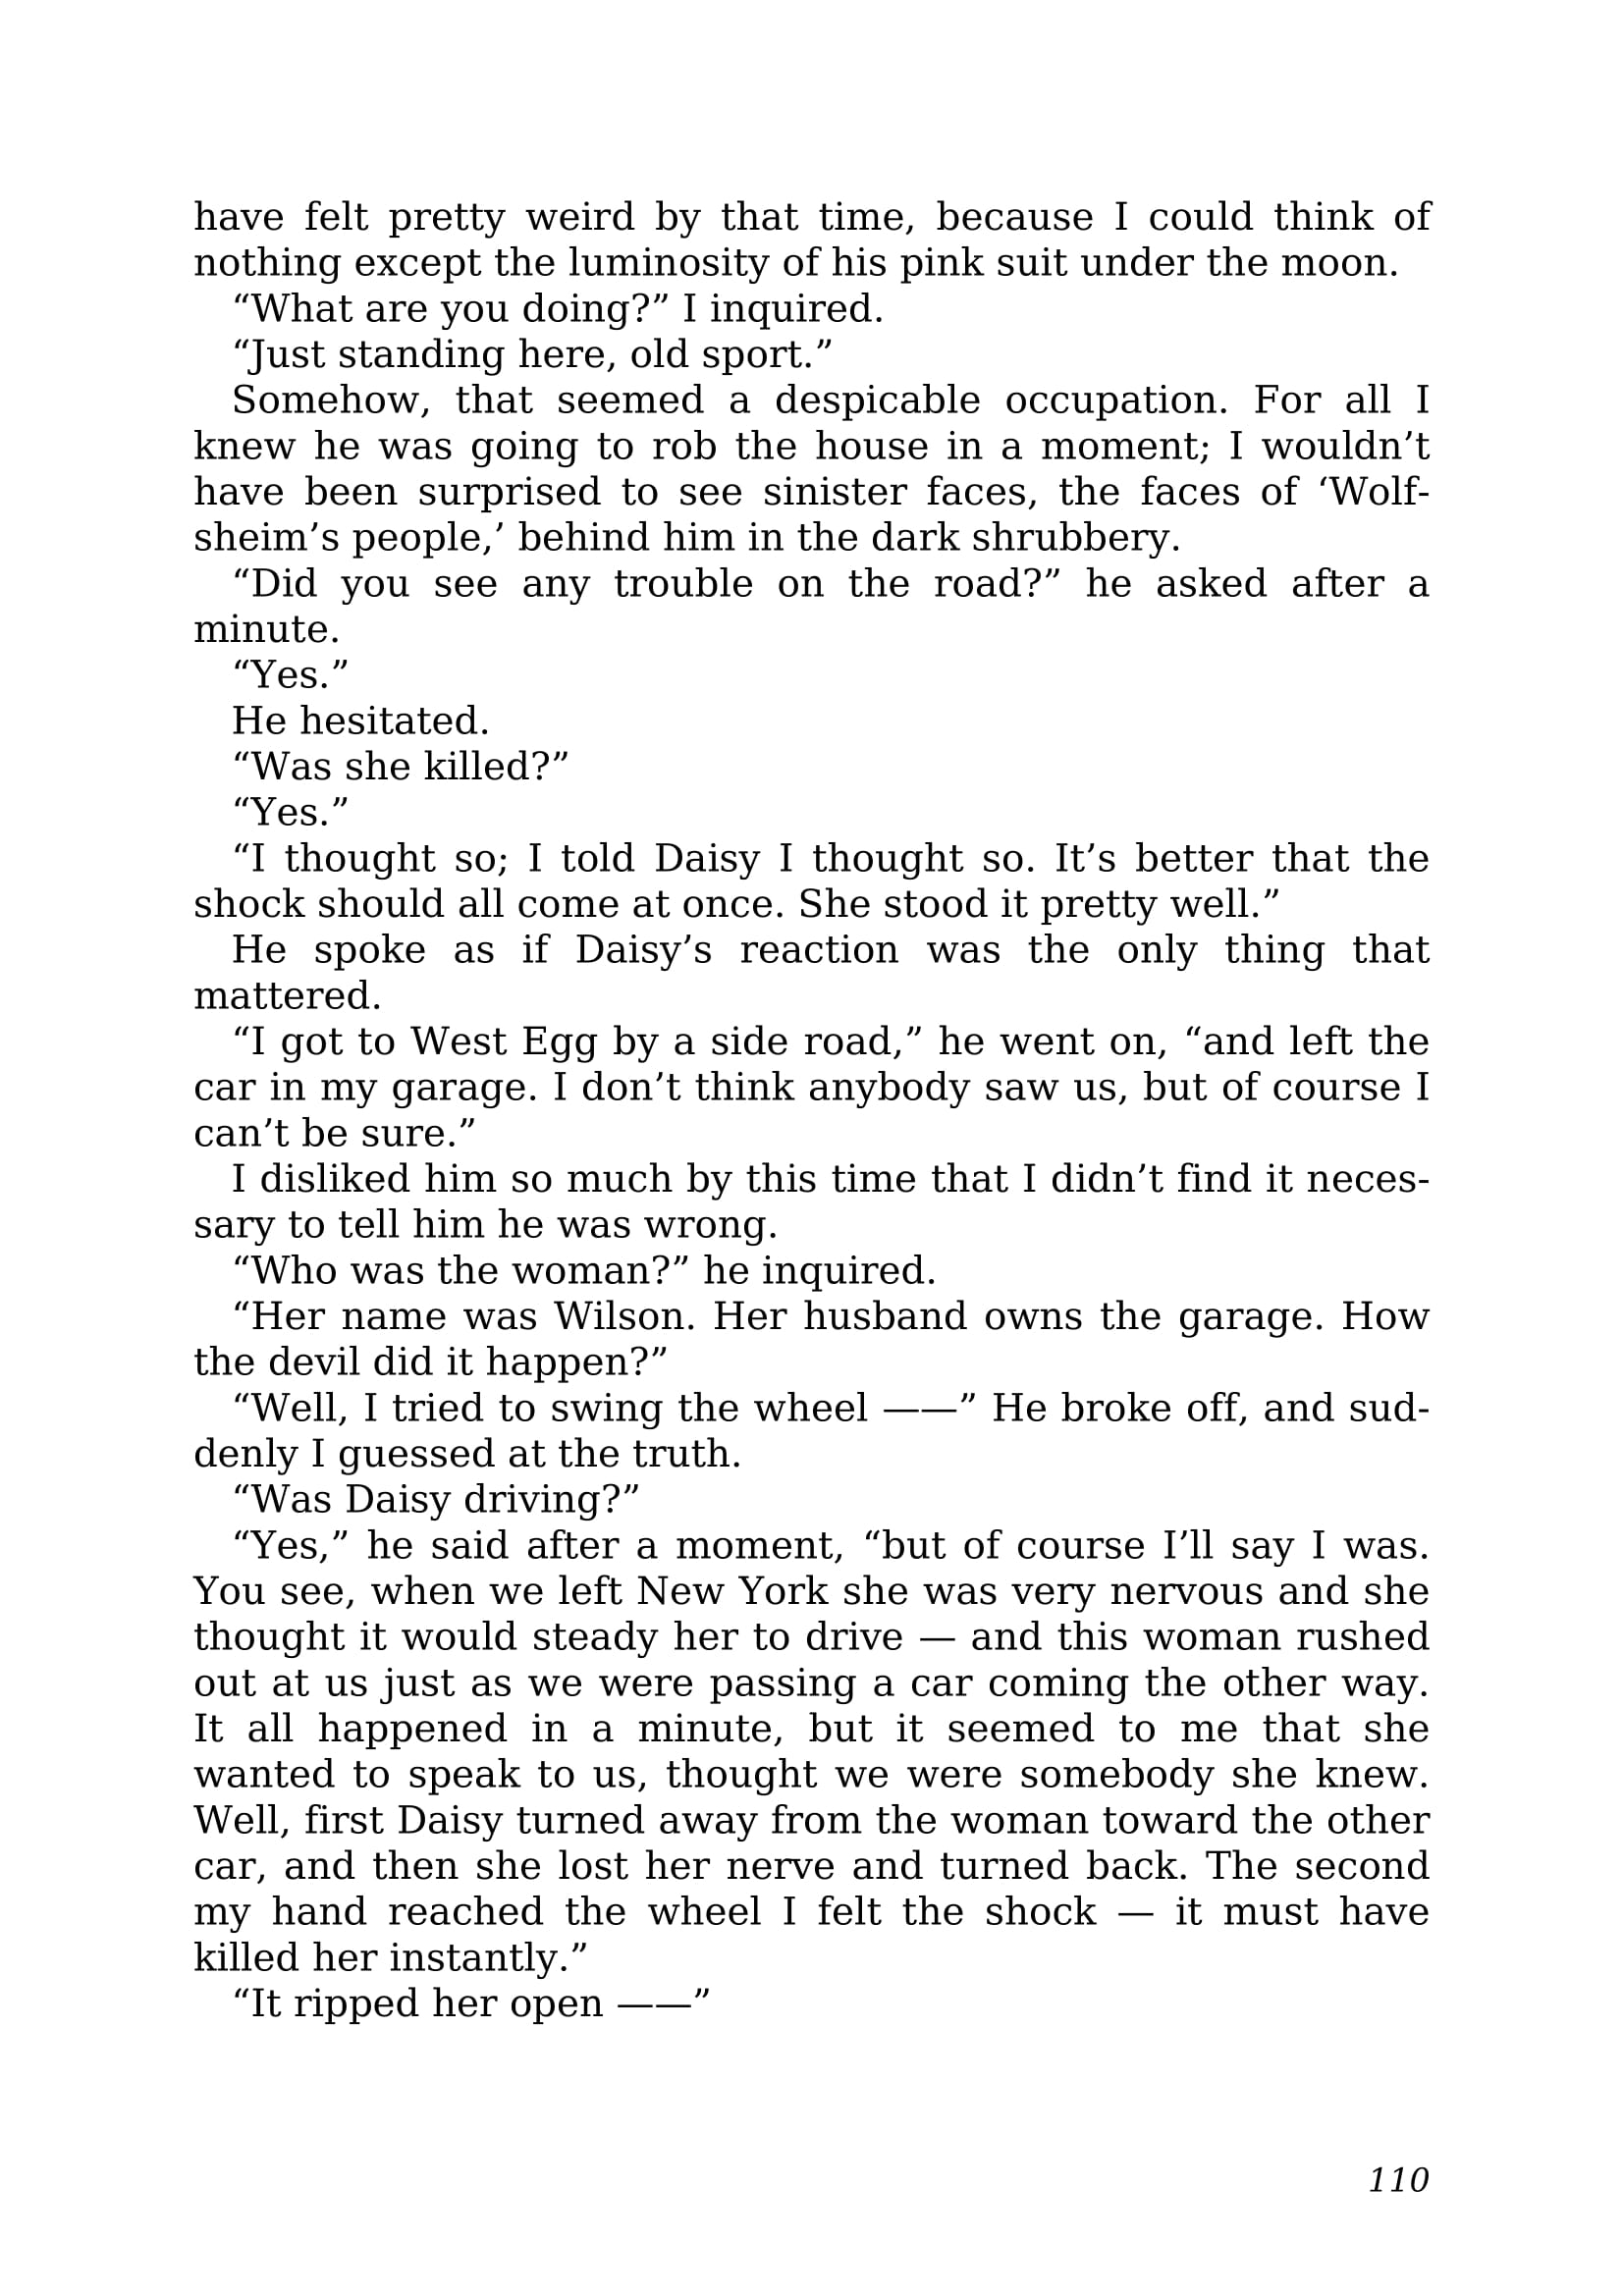 have felt pretty weird by that time, because I could think of
nothing except the luminosity of his pink suit under the moon.
“What are you doing?” I inquired.
“Just standing here, old sport.”
Somehow, that seemed a despicable occupation. For all I
knew he was going to rob the house in a moment; I wouldn’t
have been surprised to see sinister faces, the faces of ‘Wolf-
sheim’s people,’ behind him in the dark shrubbery.
“Did you see any trouble on the road?” he asked after a
minute.
“Yes.”
He hesitated.
“Was she killed?”
“Yes.”
“I thought so; I told Daisy I thought so. It’s better that the
shock should all come at once. She stood it pretty well.”
He spoke as if Daisy’s reaction was the only thing that
mattered.
“I got to West Egg by a side road,” he went on, “and left the
car in my garage. I don’t think anybody saw us, but of course I
can’t be sure.”
I disliked him so much by this time that I didn’t find it neces-
sary to tell him he was wrong.
“Who was the woman?” he inquired.
“Her name was Wilson. Her husband owns the garage. How
the devil did it happen?”
“Well, I tried to swing the wheel ——” He broke off, and sud-
denly I guessed at the truth.
“Was Daisy driving?”
“Yes,” he said after a moment, “but of course I’ll say I was.
You see, when we left New York she was very nervous and she
thought it would steady her to drive — and this woman rushed
out at us just as we were passing a car coming the other way.
It all happened in a minute, but it seemed to me that she
wanted to speak to us, thought we were somebody she knew.
Well, first Daisy turned away from the woman toward the other
car, and then she lost her nerve and turned back. The second
my hand reached the wheel I felt the shock — it must have
killed her instantly.”
“It ripped her open ——”
110